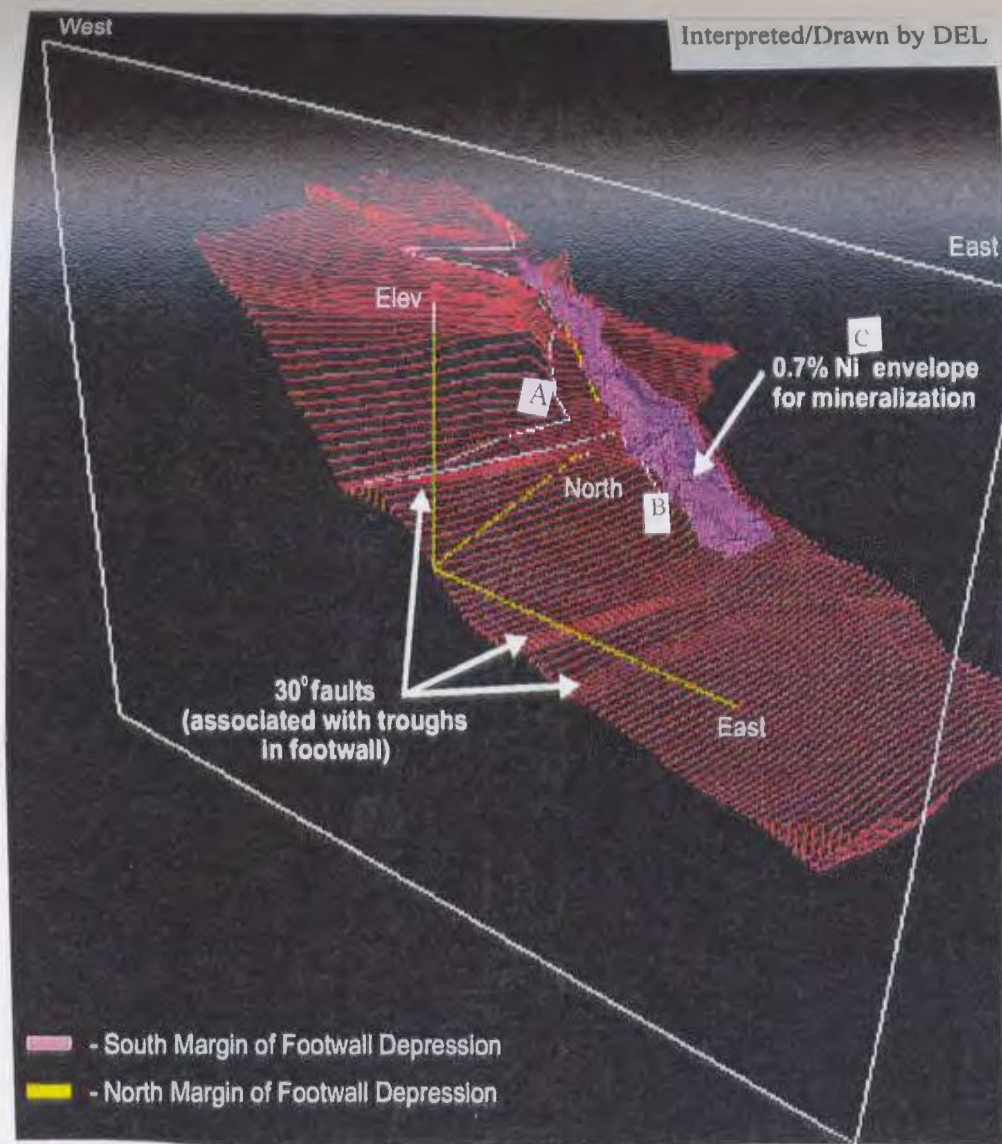 West
Interpreted/Drawn by DEL
East
Elev
C
0.7% Ni envelope
for mineralization
A
North
B
30° faults
(associated with troughs
in footwall)
East
- South Margin of Footwall Depression
- North Margin of Footwall Depression